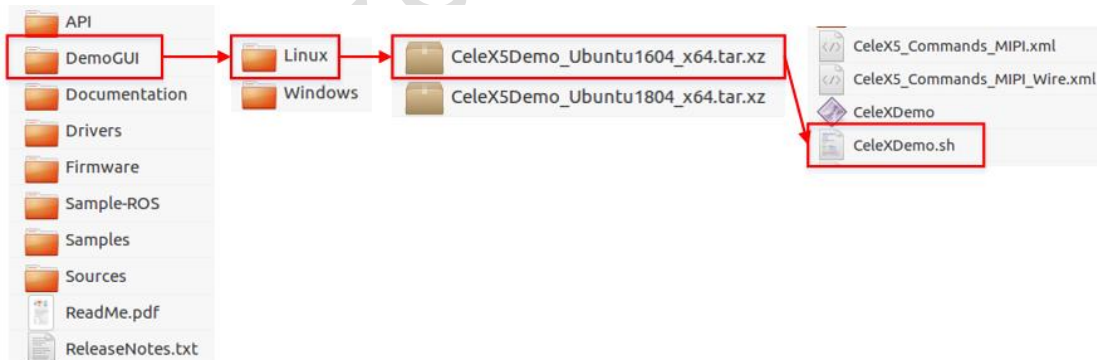 API
DemoGUI
Documentation
Drivers
Firmware
Sample-ROS
Samples
Sources
ReadMe.pdf
ReleaseNotes.txt
Linux
Windows
CeleX5Demo_Ubuntu1604_x64.tar.xz
CeleX5Demo_Ubuntu1804_x64.tar.xz
CeleX5_Commands_MIPI.xml
CeleX5_Commands_MIPI_Wire.xml
CeleXDemo
CeleXDemo.sh